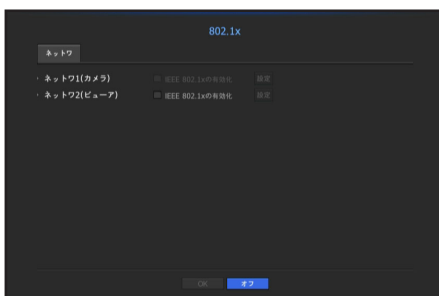 802.1x
ネットワ
ネットワ1(カメラ) IEEE 802.1xの有効化 設定
ネットワ2(ビューア) IEEE 802.1xの有効化 設定
OK オフ